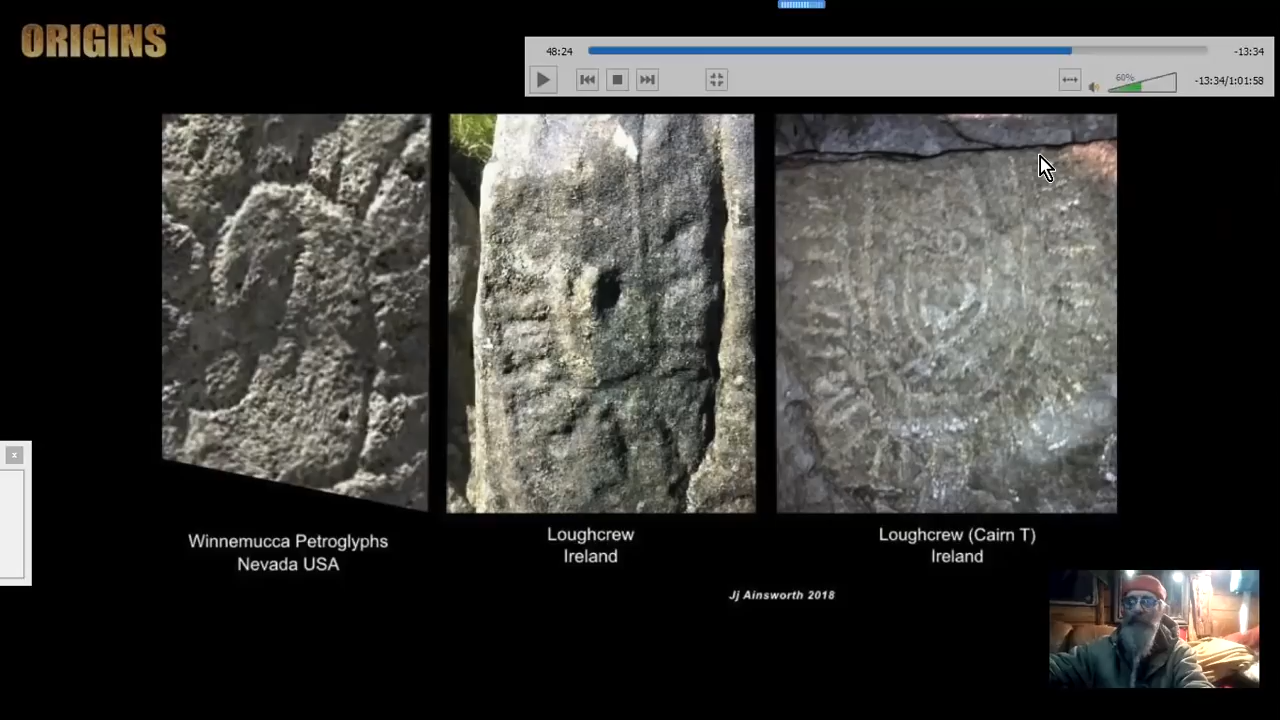 ORIGINS
48:24
-13:34
60%
-13:34/1:01:58
x
Winnemucca Petroglyphs
Nevada USA
Loughcrew
Ireland
Loughcrew (Cairn T)
Ireland
Jj Ainsworth 2018